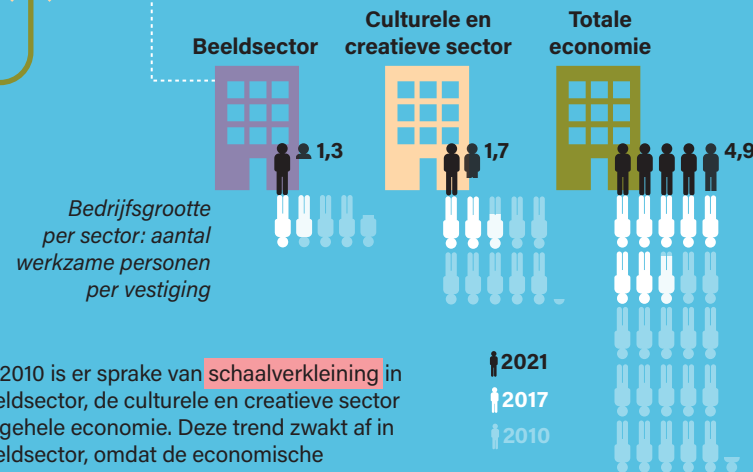 Beeldsector
Culturele en
creatieve sector
Totale
economie
1,3
1,7
4,9
Bedrijfsgrootte
per sector: aantal
werkzame personen
per vestiging
2010 is er sprake van schaalverkleining in
eldsector, de culturele en creatieve sector
gehele economie. Deze trend zwakt af in
eldsector, omdat de economische
2021
2017
2010